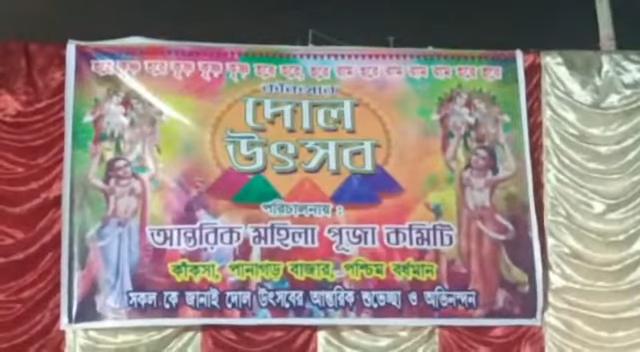 হরে কৃষ্ণ হরে কৃষ্ণ কৃষ্ণ কৃষ্ণ হরে হরে, হরে রাম হরে রাম রাম রাম হরে হরে
দোল
উৎসব
পরিচালনায় :
আন্তরিক মহিলা পূজা কমিটি
কাঁকসা, পানাগড় বাজার, পশ্চিম বর্ধমান
সকল কে জানাই দোল উৎসবের আন্তরিক শুভেচ্ছা ও অভিনন্দন